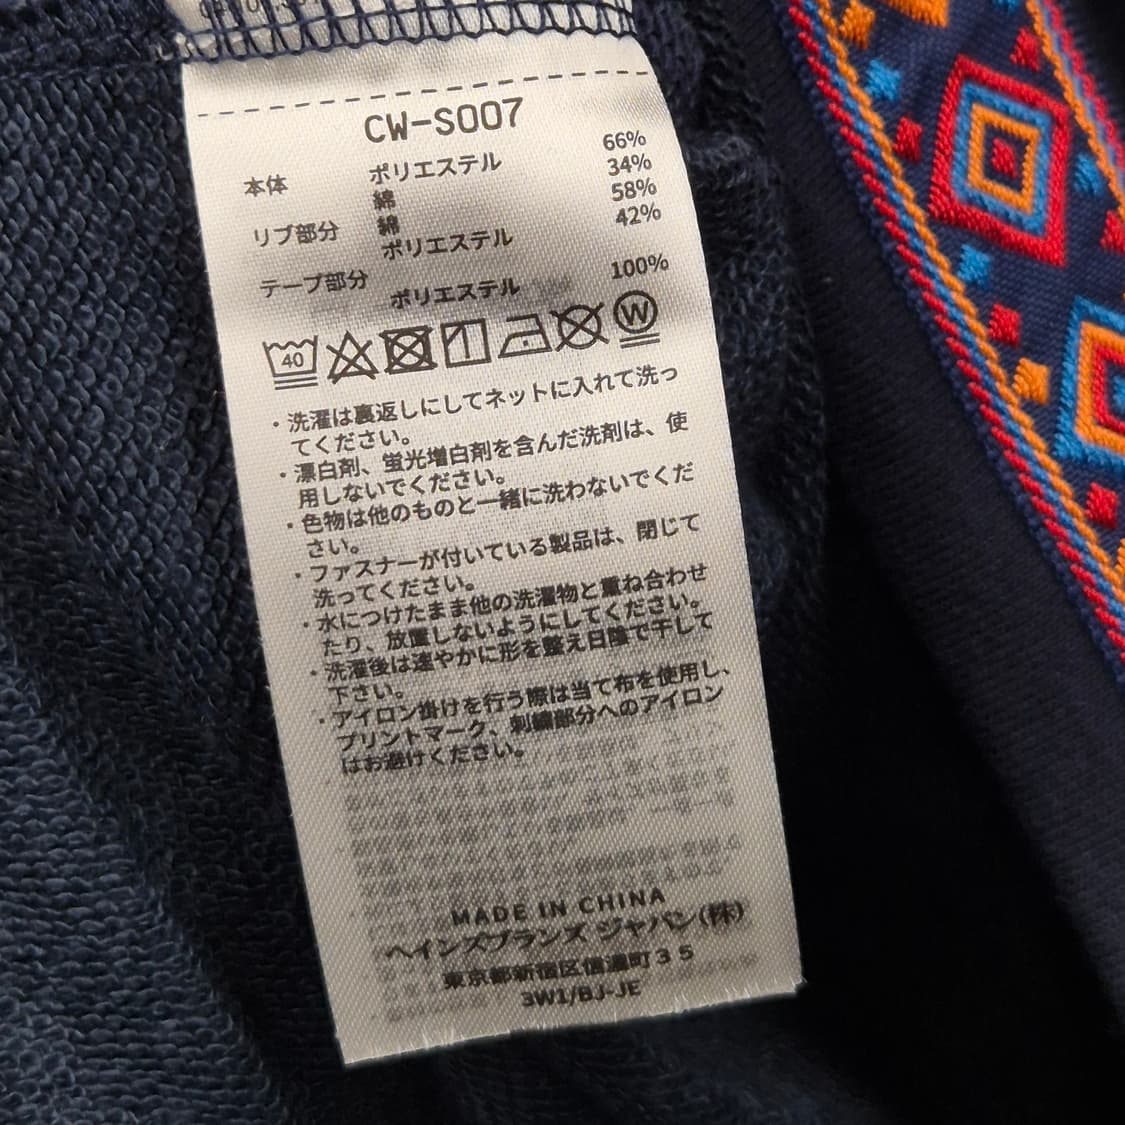 CW-S007
本体 ポリエステル 66%
綿 34%
リブ部分 綿 58%
ポリエステル 42%
テープ部分
ポリエステル 100%
40 W
・洗濯は裏返しにしてネットに入れて洗っ
てください。
・漂白剤、蛍光増白剤を含んだ洗剤は、使
用しないでください。
・色物は他のものと一緒に洗わないでくだ
さい。
・ファスナーが付いている製品は、閉じて
洗ってください。
・水につけたまま他の洗濯物と重ね合わせ
たり、放置しないようにしてください。
・洗濯後は速やかに形を整え日陰で干して
下さい。
・アイロン掛けを行う際は当て布を使用し、
プリントマーク、刺繍部分へのアイロン
はお避けください。
MADE IN CHINA
ヘインズブランズ ジャパン(株)
東京都新宿区信濃町35
3W1/BJ-JE